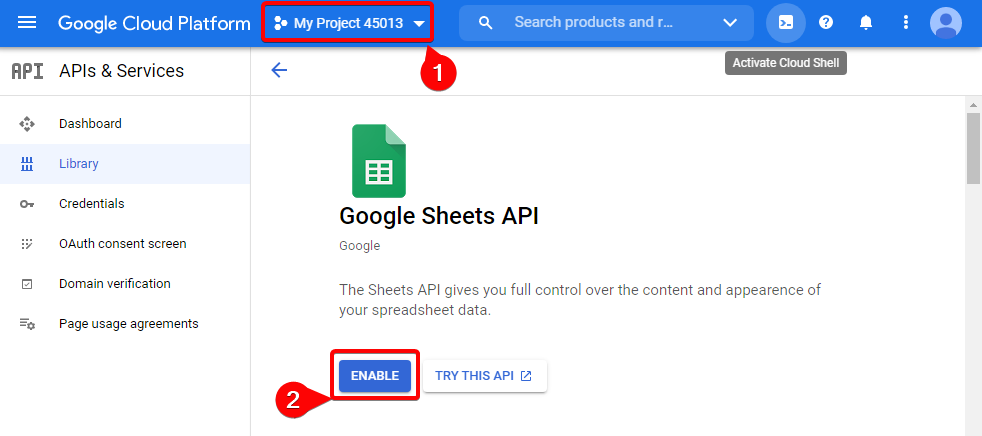 Google Cloud Platform
My Project 45013
Search products and r...
1
Activate Cloud Shell
API
APIs & Services
Dashboard
Library
Credentials
OAuth consent screen
Domain verification
Page usage agreements
Google Sheets API
Google
The Sheets API gives you full control over the content and appearence of
your spreadsheet data.
2
ENABLE
TRY THIS API